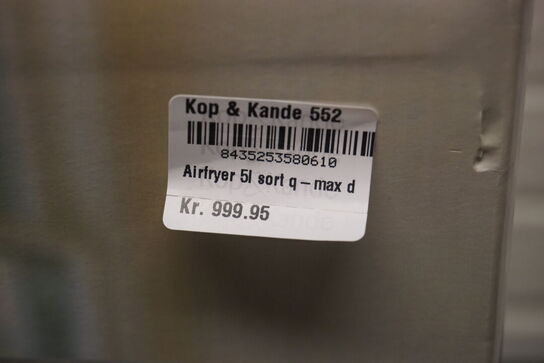 Kop & Kande 552
8435253580610
Airfryer 5l sort q – max d
Kr. 999.95